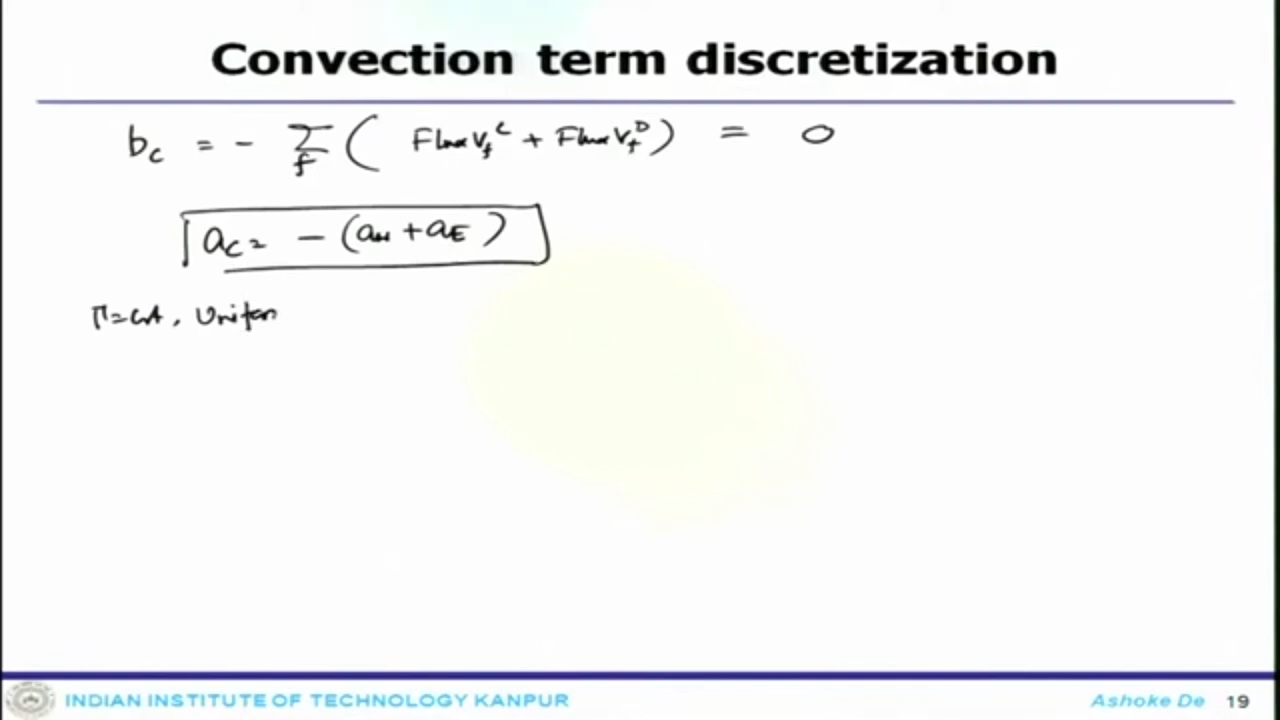 Convection term discretization
b_C = - Σ_f ( FluxV_f^C + FluxV_f^D ) = 0
a_C = - (a_W + a_E)
Γ=cst, Unifor
INDIAN INSTITUTE OF TECHNOLOGY KANPUR
Ashoke De 19